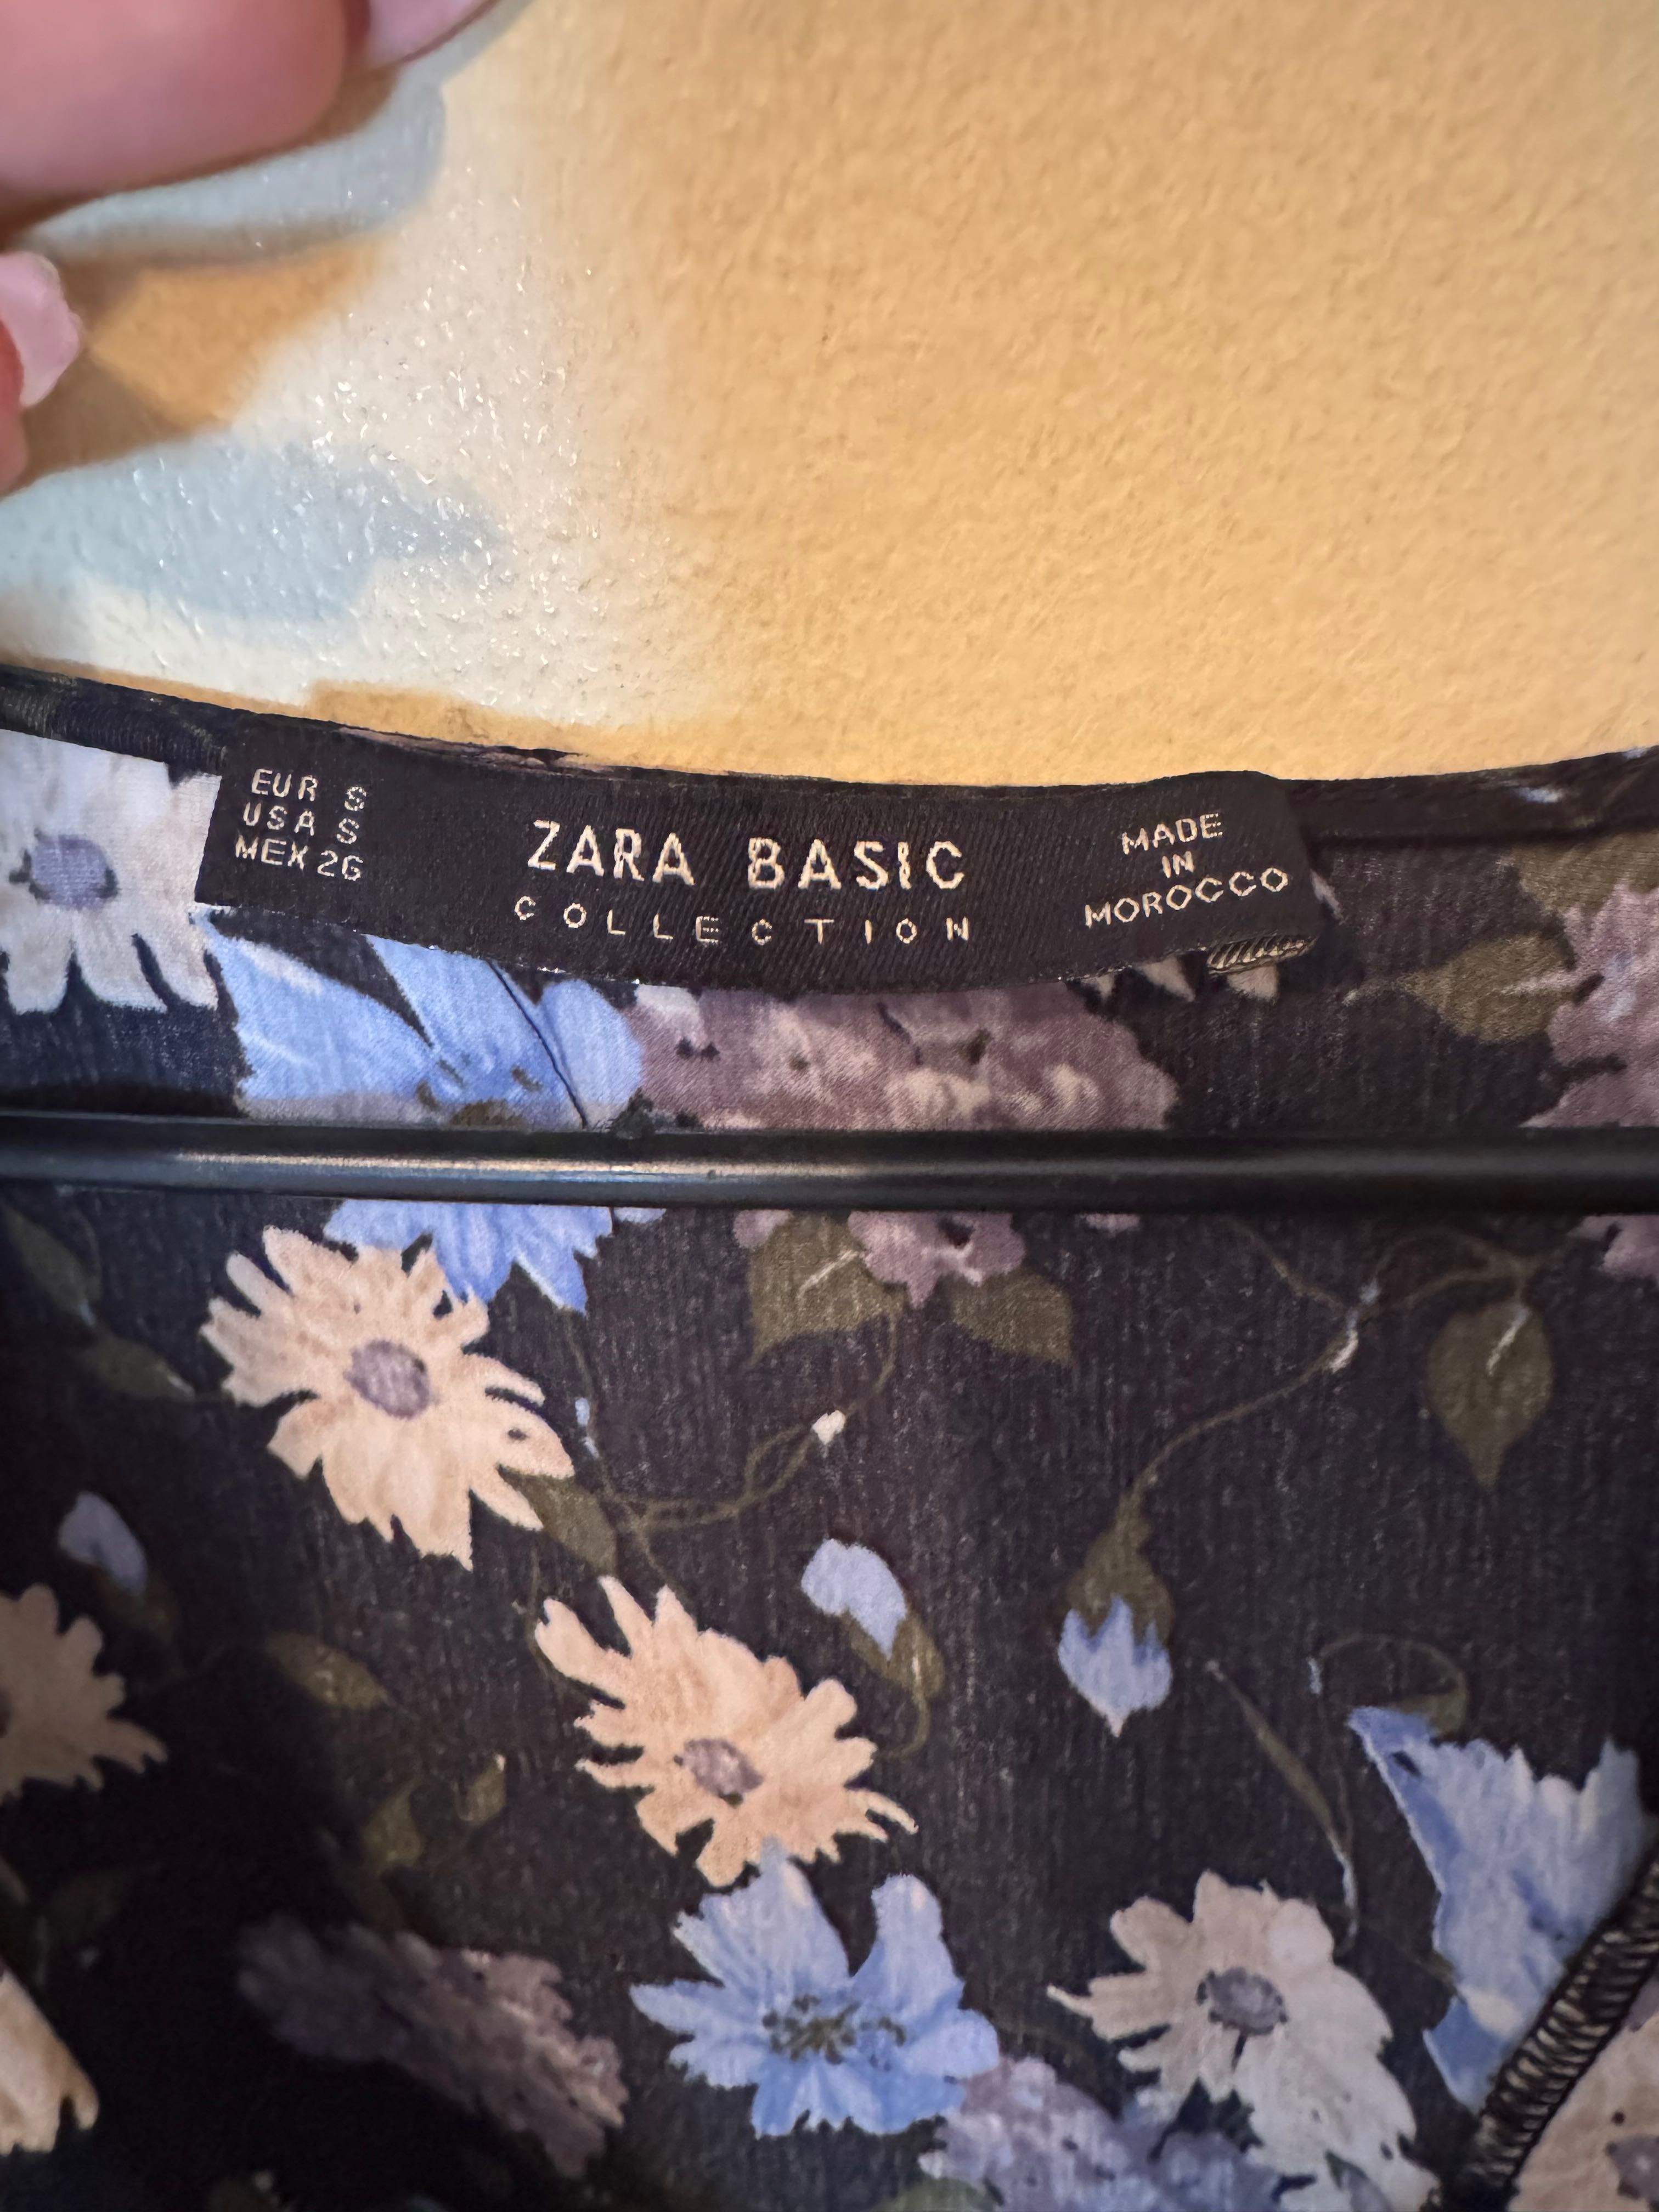 EUR S
USA S
MEX 26
ZARA BASIC
COLLECTION
MADE
IN
MOROCCO